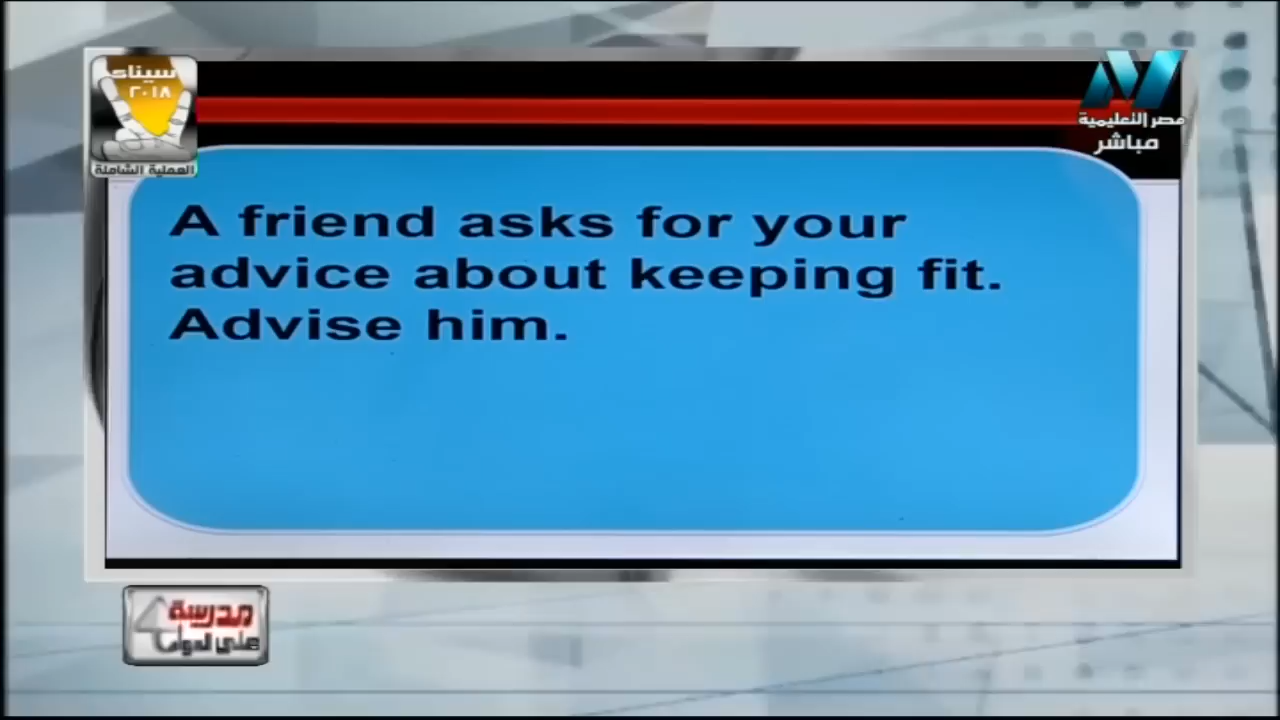 سيناء
٢٠١٨
العملية الشاملة
مصر التعليمية
مباشر
A friend asks for your
advice about keeping fit.
Advise him.
مدرسة
على الهواء